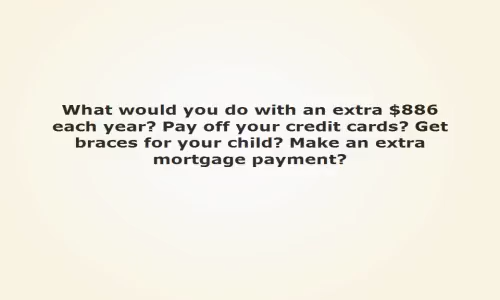 What would you do with an extra $886
each year? Pay off your credit cards? Get
braces for your child? Make an extra
mortgage payment?